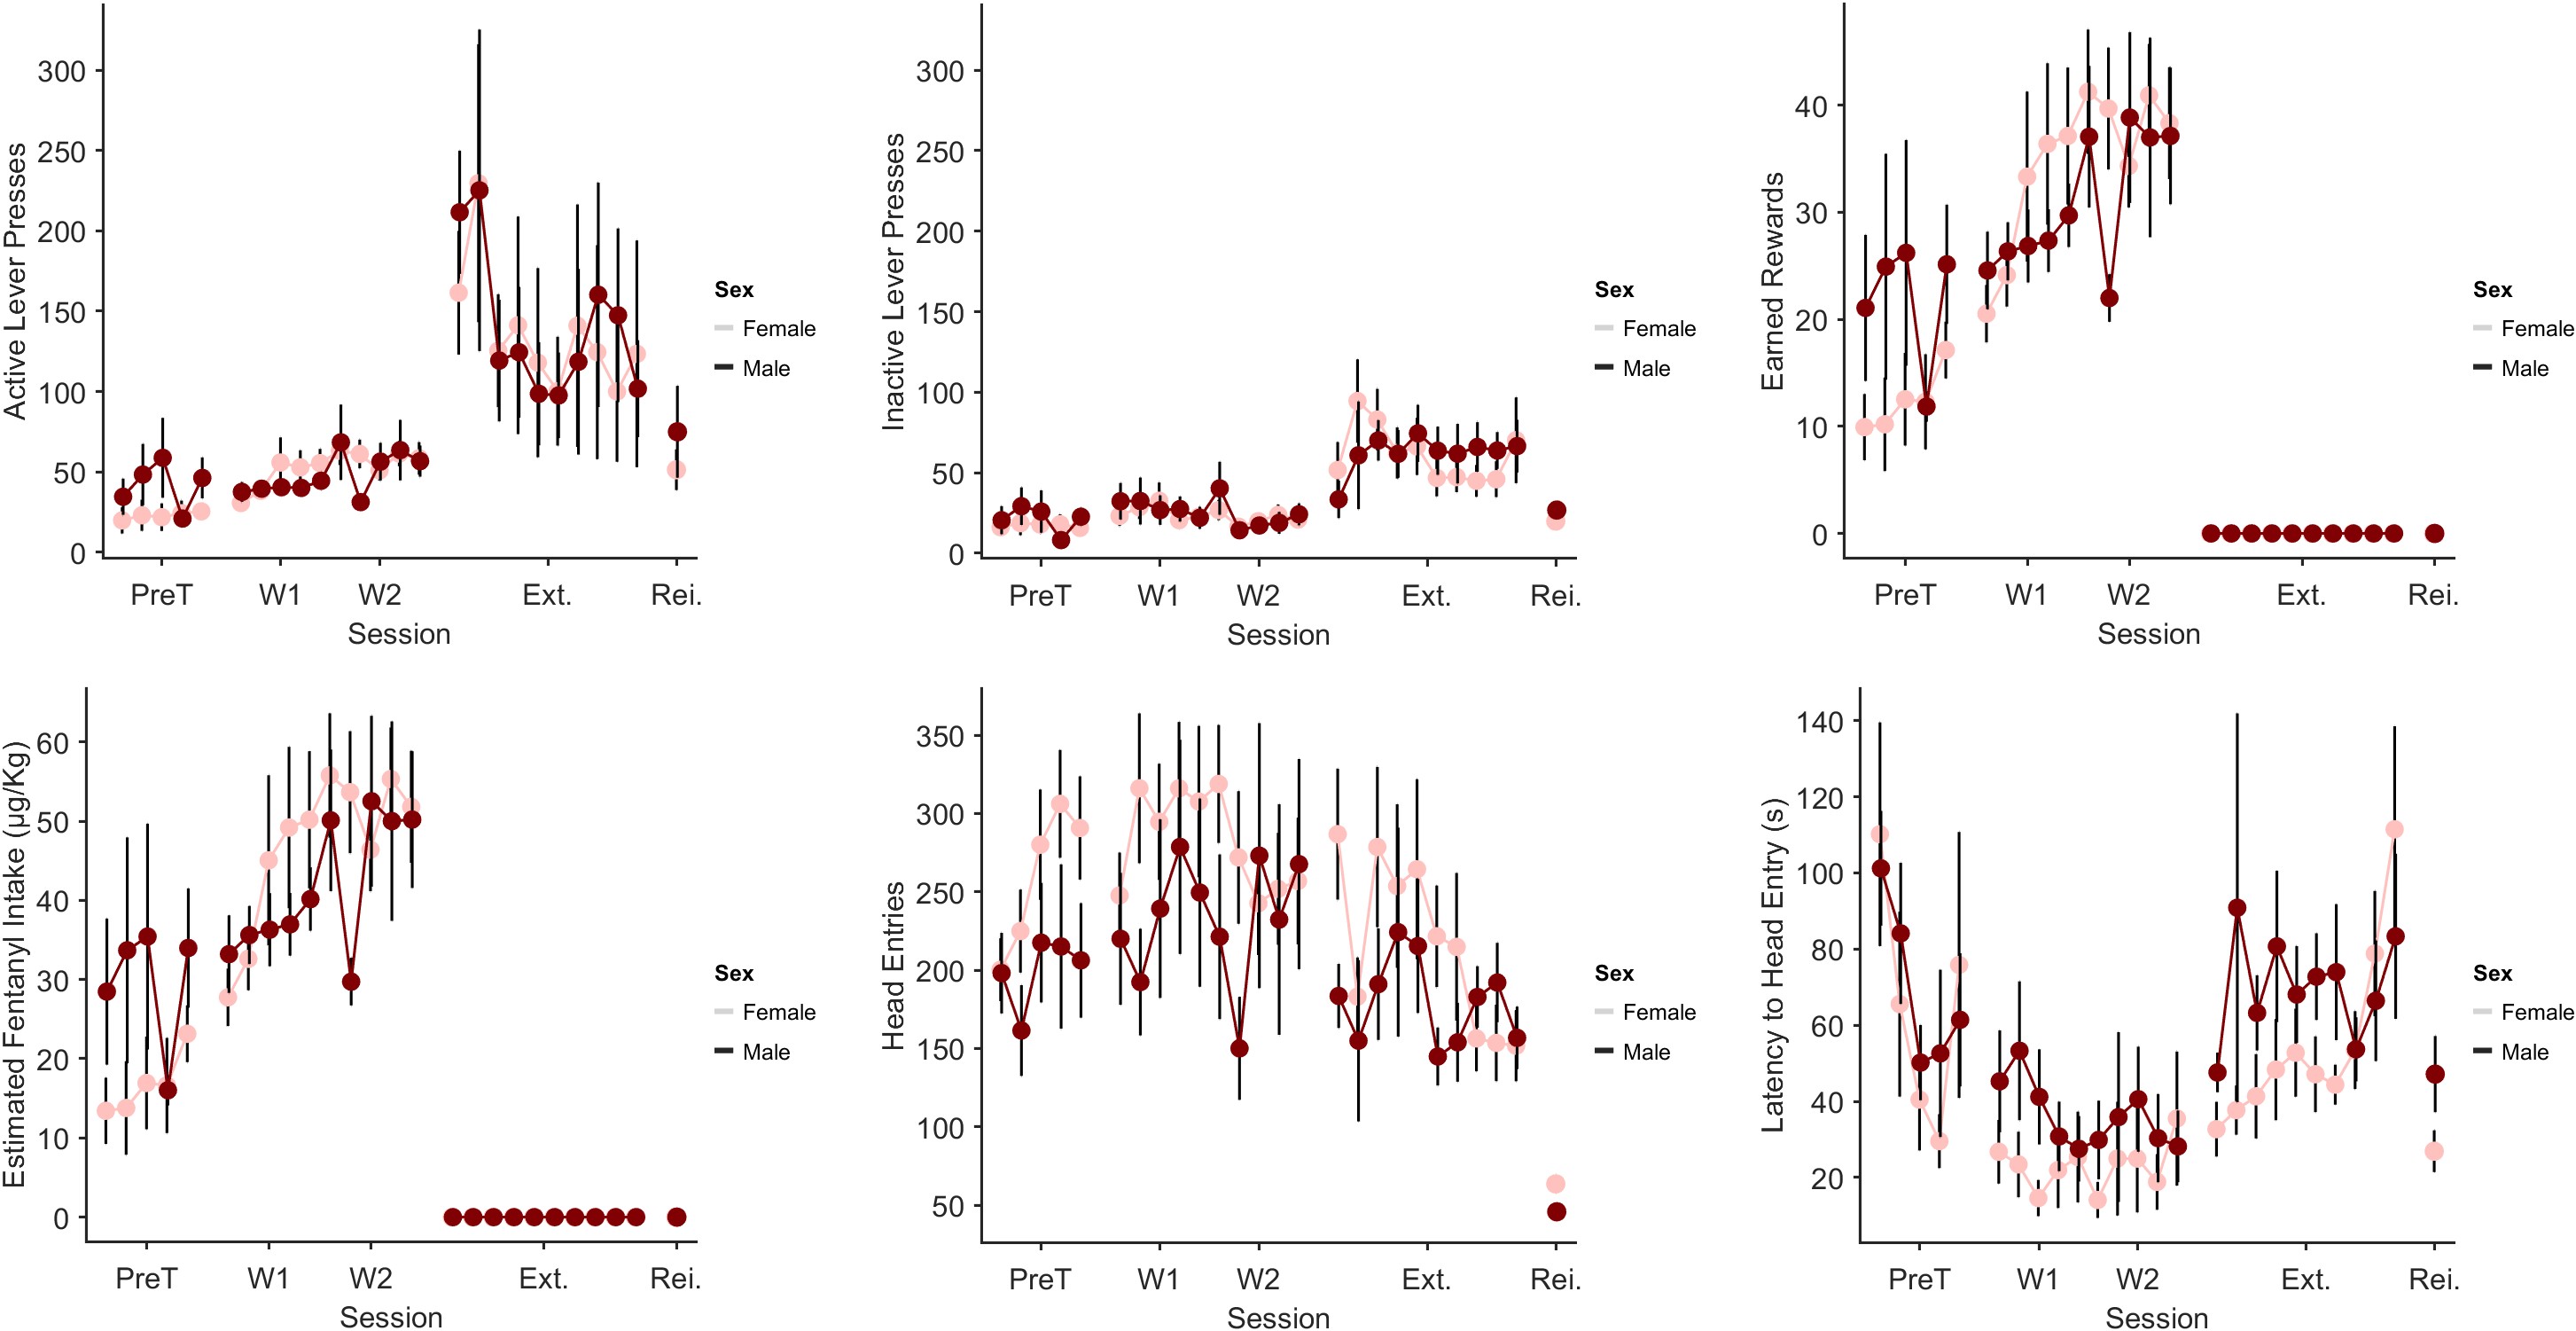 Active Lever Presses
300
250
200
150
100
50
0
PreT W1 W2 Ext. Rei.
Session
Sex
Female
Male
Inactive Lever Presses
300
250
200
150
100
50
0
PreT W1 W2 Ext. Rei.
Session
Sex
Female
Male
Earned Rewards
40
30
20
10
0
PreT W1 W2 Ext. Rei.
Session
Sex
Female
Male
Estimated Fentanyl Intake (µg/Kg)
60
50
40
30
20
10
0
PreT W1 W2 Ext. Rei.
Session
Sex
Female
Male
Head Entries
350
300
250
200
150
100
50
PreT W1 W2 Ext. Rei.
Session
Sex
Female
Male
Latency to Head Entry (s)
140
120
100
80
60
40
20
PreT W1 W2 Ext. Rei.
Session
Sex
Female
Male